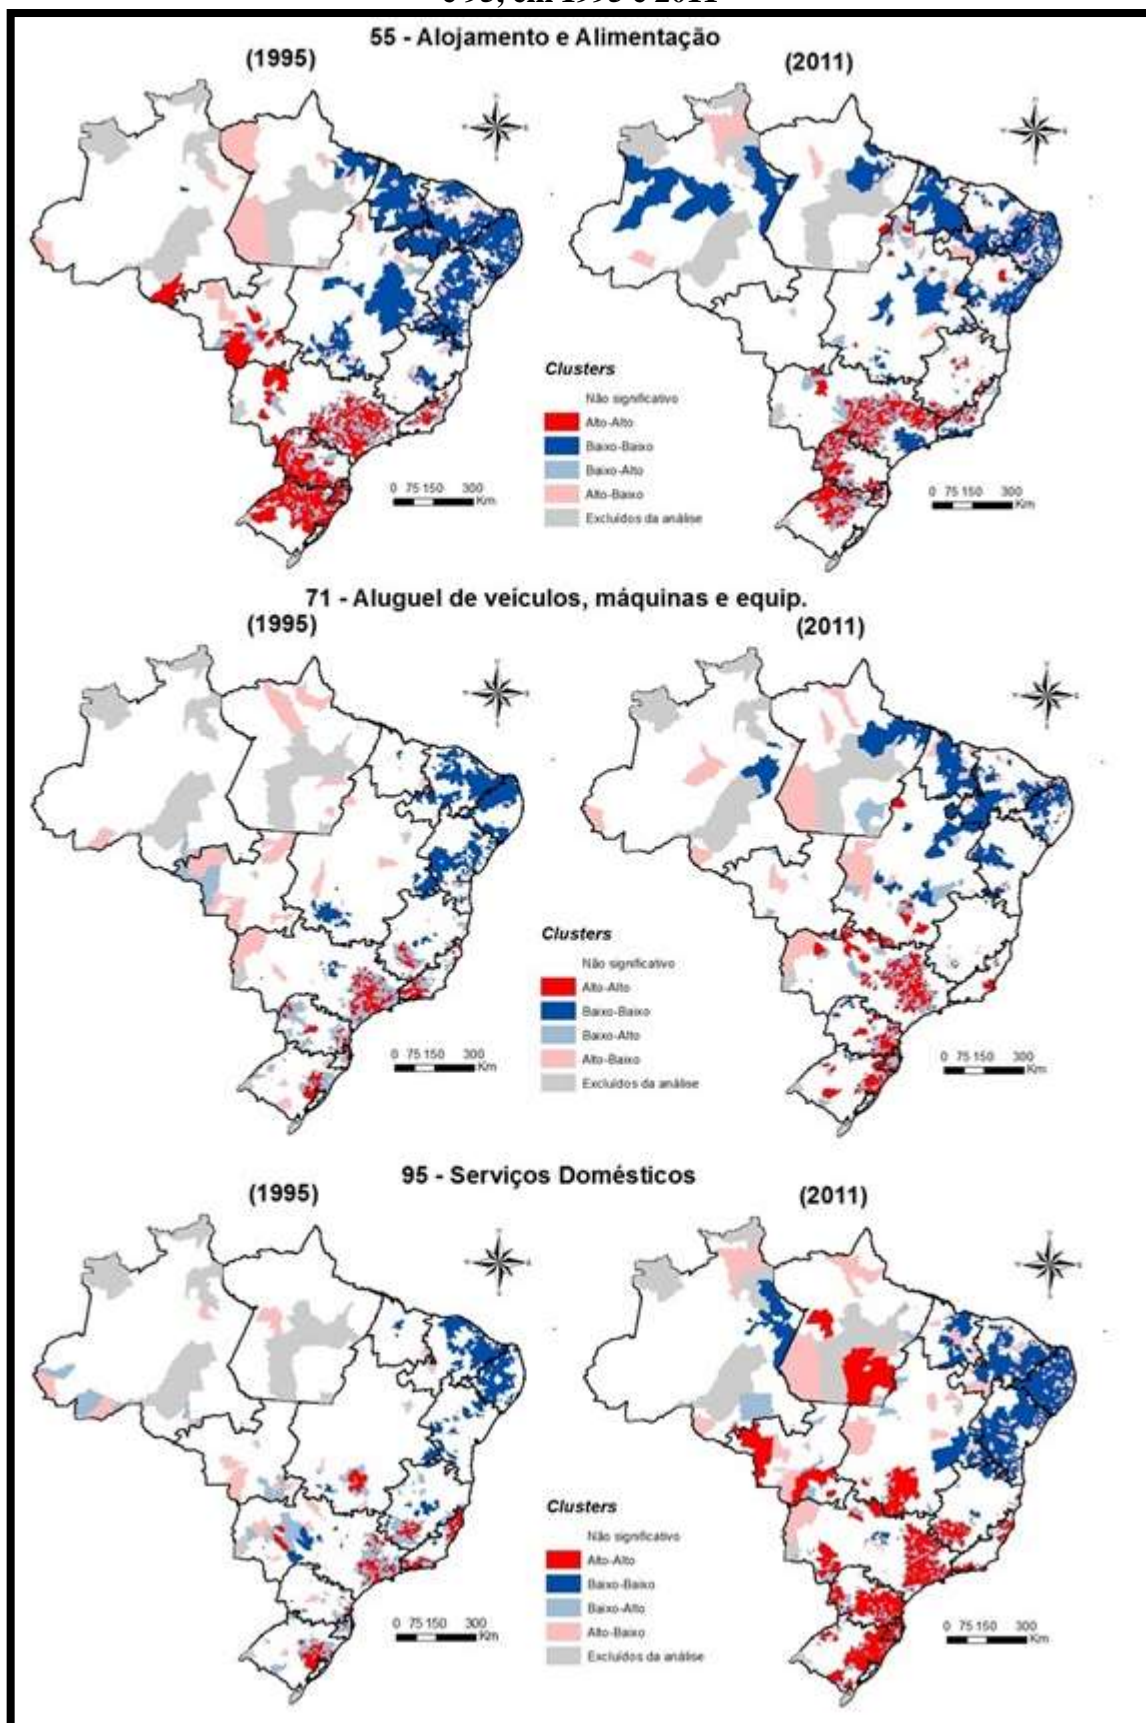 e 95, em 1995 e 2011
55 - Alojamento e Alimentação
(1995)
(2011)
Clusters
Não significativo
Alto-Alto
Baixo-Baixo
Baixo-Alto
Alto-Baixo
Excluídos da análise
0 75 150 300
Km
0 75 150 300
Km
71 - Aluguel de veículos, máquinas e equip.
(1995)
(2011)
Clusters
Não significativo
Alto-Alto
Baixo-Baixo
Baixo-Alto
Alto-Baixo
Excluídos da análise
0 75 150 300
Km
0 75 150 300
Km
95 - Serviços Domésticos
(1995)
(2011)
Clusters
Não significativo
Alto-Alto
Baixo-Baixo
Baixo-Alto
Alto-Baixo
Excluídos da análise
0 75 150 300
Km
0 75 150 300
Km